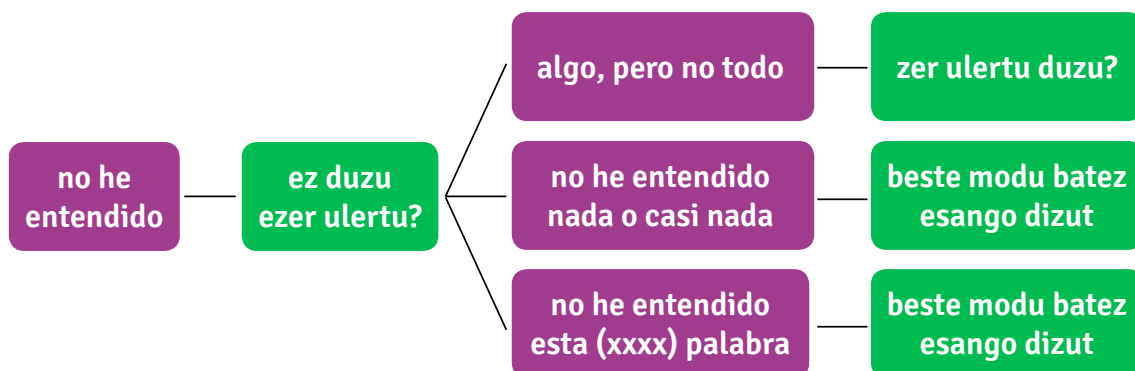 no he
entendido
ez duzu
ezer ulertu?
algo, pero no todo
zer ulertu duzu?
no he entendido
nada o casi nada
beste modu batez
esango dizut
no he entendido
esta (xxxx) palabra
beste modu batez
esango dizut